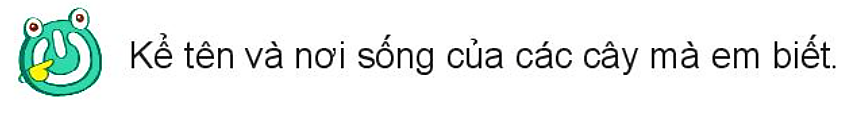 Kể tên và nơi sống của các cây mà em biết.